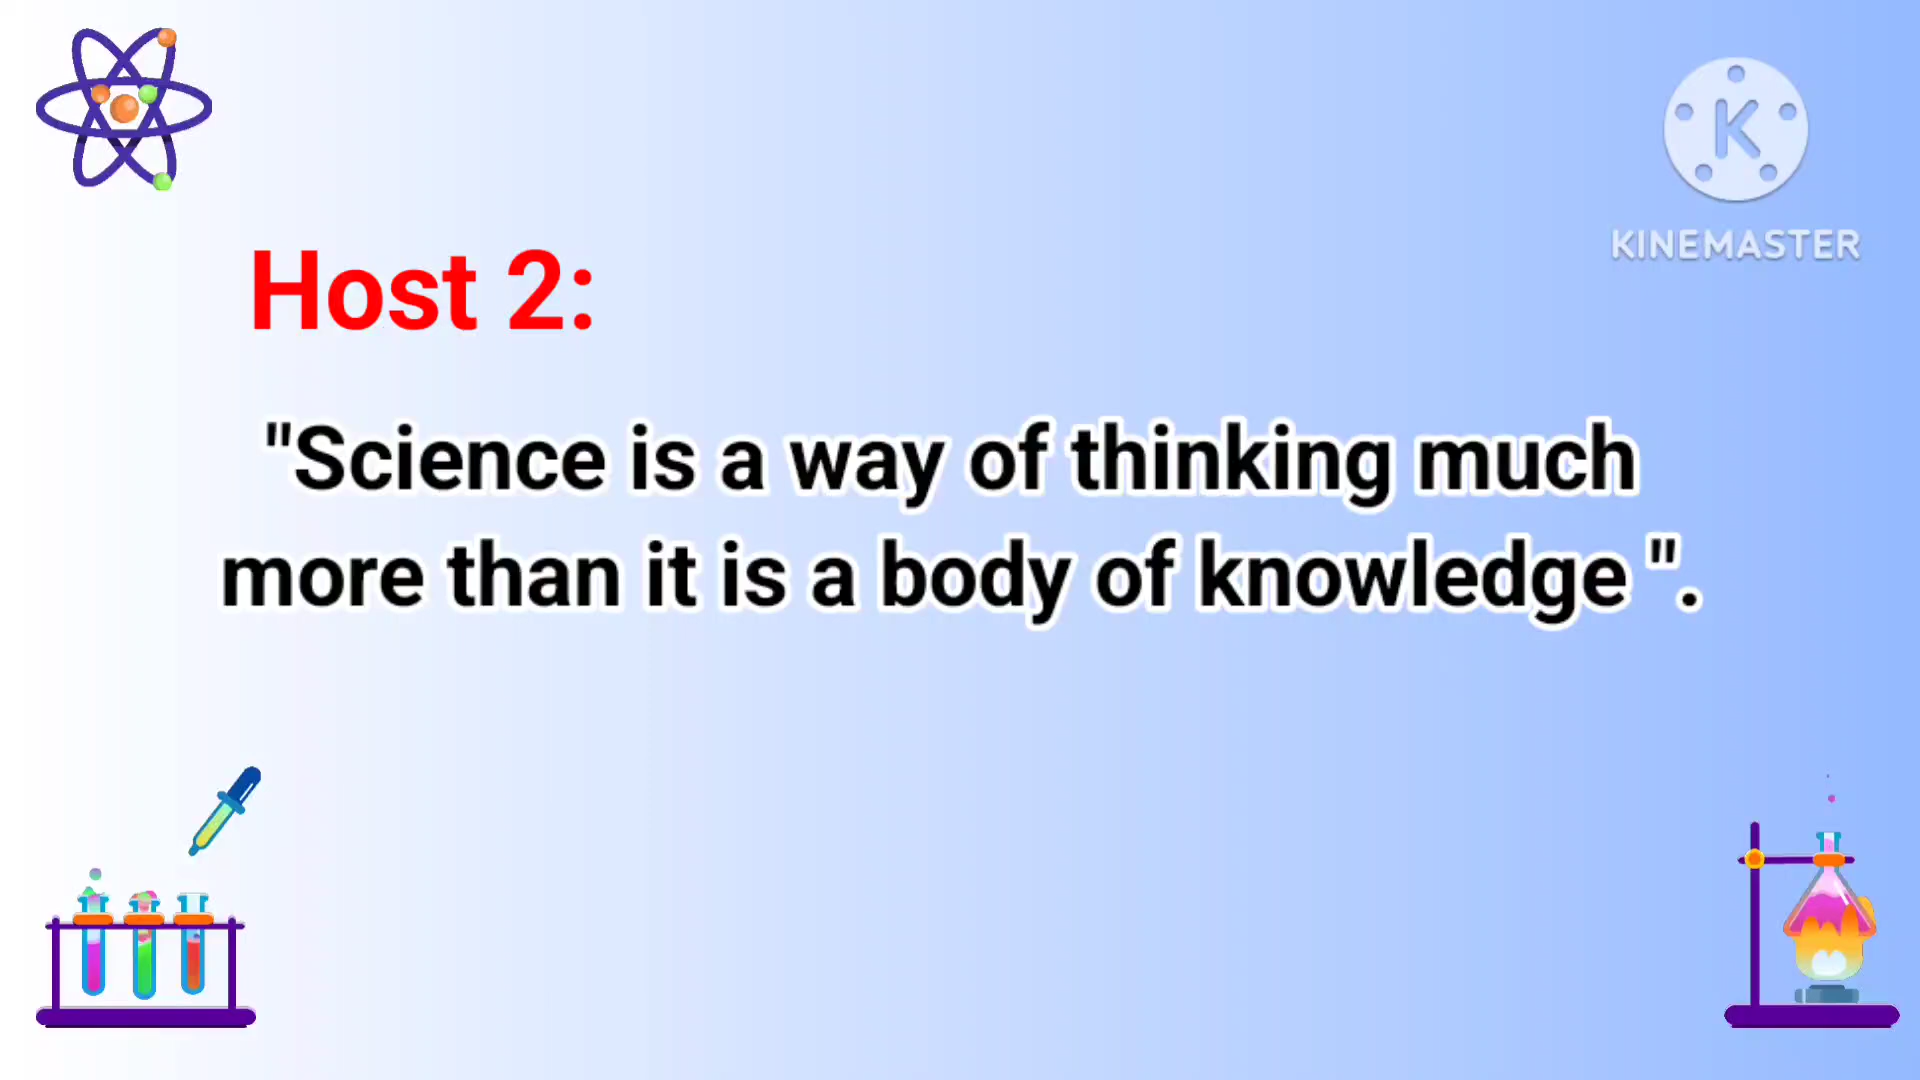 K
KINEMASTER
Host 2:
"Science is a way of thinking much
more than it is a body of knowledge ".